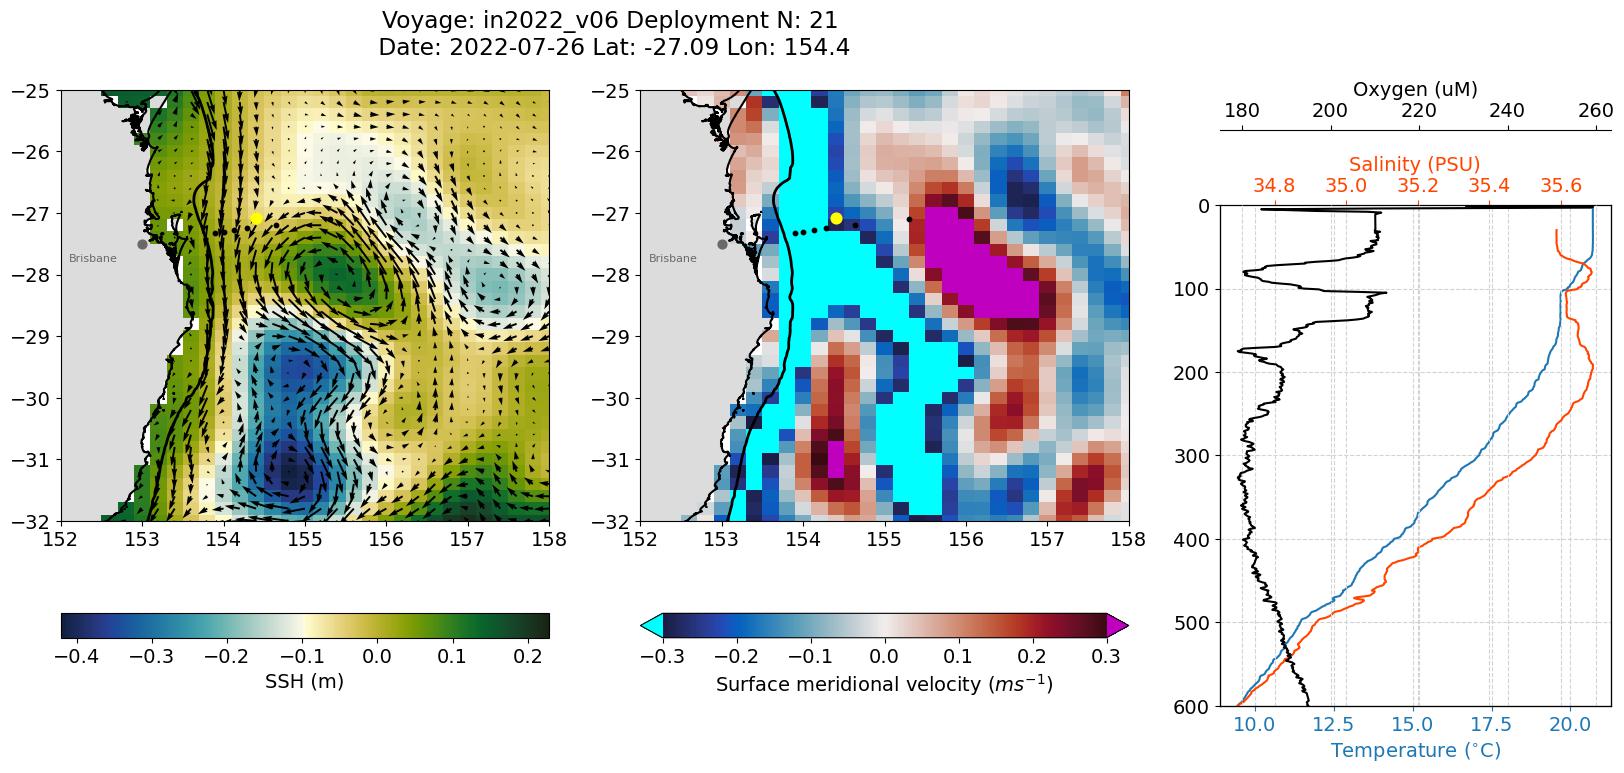 Voyage: in2022_v06 Deployment N: 21
Date: 2022-07-26 Lat: -27.09 Lon: 154.4
−25
−26
−27
−28
−29
−30
−31
−32
152 153 154 155 156 157 158
Brisbane
−0.4 −0.3 −0.2 −0.1 0.0 0.1 0.2
SSH (m)
−25
−26
−27
−28
−29
−30
−31
−32
152 153 154 155 156 157 158
Brisbane
−0.3 −0.2 −0.1 0.0 0.1 0.2 0.3
Surface meridional velocity (ms⁻¹)
Oxygen (uM)
180 200 220 240 260
Salinity (PSU)
34.8 35.0 35.2 35.4 35.6
0
100
200
300
400
500
600
10.0 12.5 15.0 17.5 20.0
Temperature (°C)